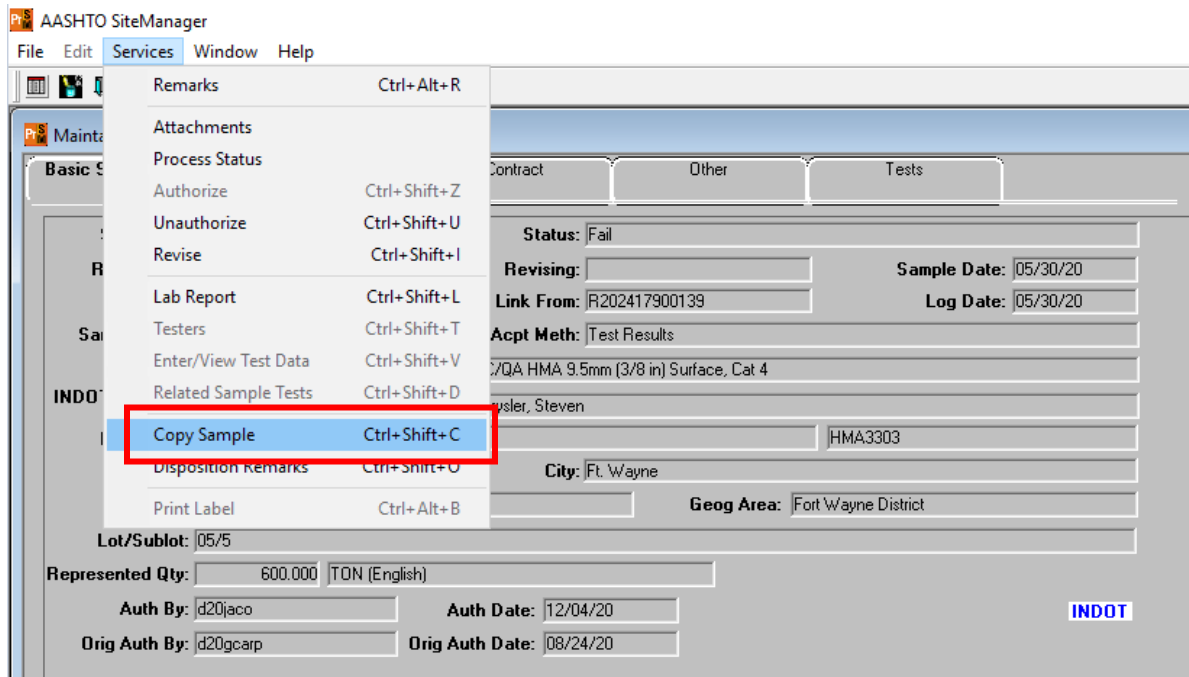 AASHTO SiteManager
File Edit Services Window Help
Remarks Ctrl+Alt+R
Attachments
Process Status
Authorize Ctrl+Shift+Z
Unauthorize Ctrl+Shift+U
Revise Ctrl+Shift+I
Lab Report Ctrl+Shift+L
Testers Ctrl+Shift+T
Enter/View Test Data Ctrl+Shift+V
Related Sample Tests Ctrl+Shift+D
Copy Sample Ctrl+Shift+C
Disposition Remarks Ctrl+Shift+O
Print Label Ctrl+Alt+B
Mainta
Basic S Contract Other Tests
Status: Fail
R Revising: Sample Date: 05/30/20
Link From: R202417900139 Log Date: 05/30/20
Sa Acpt Meth: Test Results
C/QA HMA 9.5mm (3/8 in) Surface, Cat 4
INDO usler, Steven
HMA3303
City: Ft. Wayne
Geog Area: Fort Wayne District
Lot/Sublot: 05/5
Represented Qty: 600.000 TON (English)
Auth By: d20jaco Auth Date: 12/04/20 INDOT
Orig Auth By: d20gcarp Orig Auth Date: 08/24/20